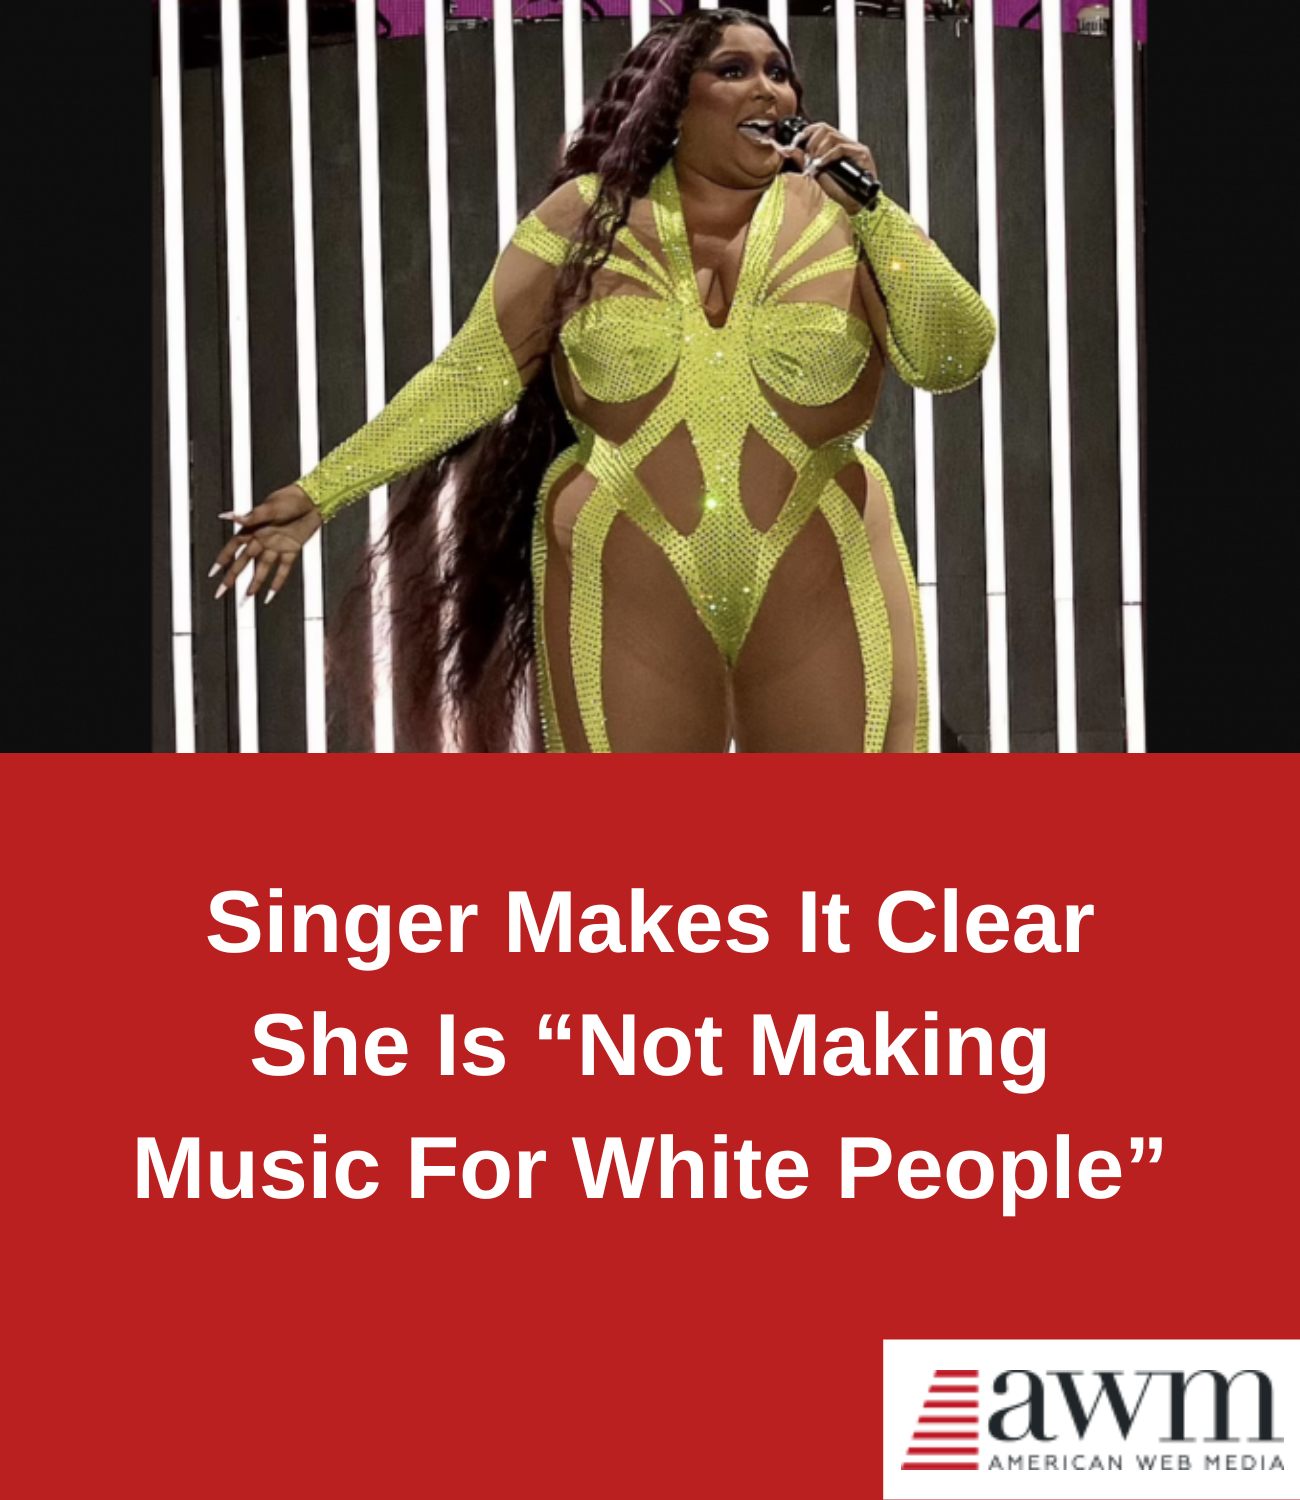 Singer Makes It Clear
She Is “Not Making
Music For White People”
awm
AMERICAN WEB MEDIA